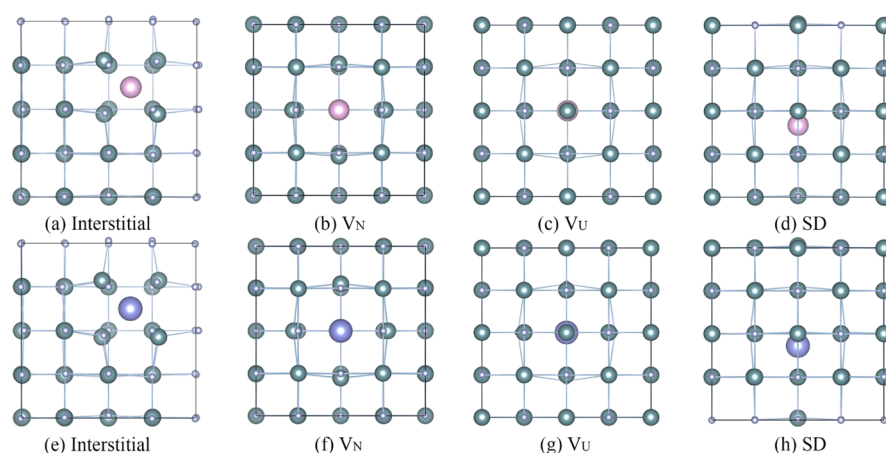 (a) Interstitial (b) VN (c) VU (d) SD
(e) Interstitial (f) VN (g) VU (h) SD